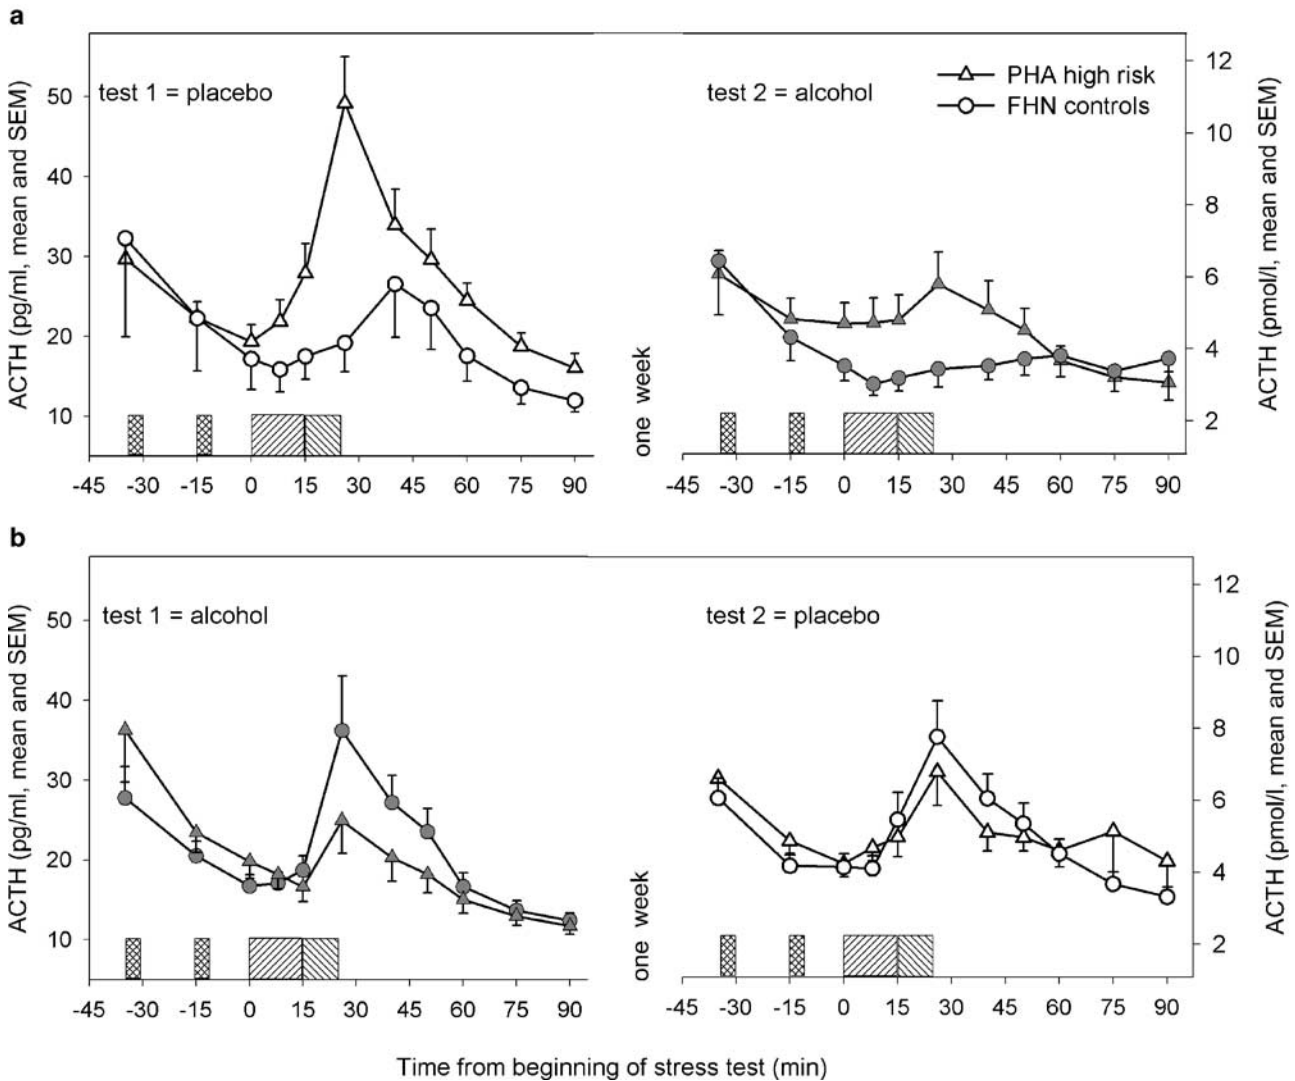 a
test 1 = placebo
test 2 = alcohol
PHA high risk
FHN controls
ACTH (pg/ml, mean and SEM)
50
40
30
20
10
-45 -30 -15 0 15 30 45 60 75 90
one week
-45 -30 -15 0 15 30 45 60 75 90
12
10
8
6
4
2
ACTH (pmol/l, mean and SEM)
b
test 1 = alcohol
test 2 = placebo
ACTH (pg/ml, mean and SEM)
50
40
30
20
10
-45 -30 -15 0 15 30 45 60 75 90
one week
-45 -30 -15 0 15 30 45 60 75 90
12
10
8
6
4
2
ACTH (pmol/l, mean and SEM)
Time from beginning of stress test (min)